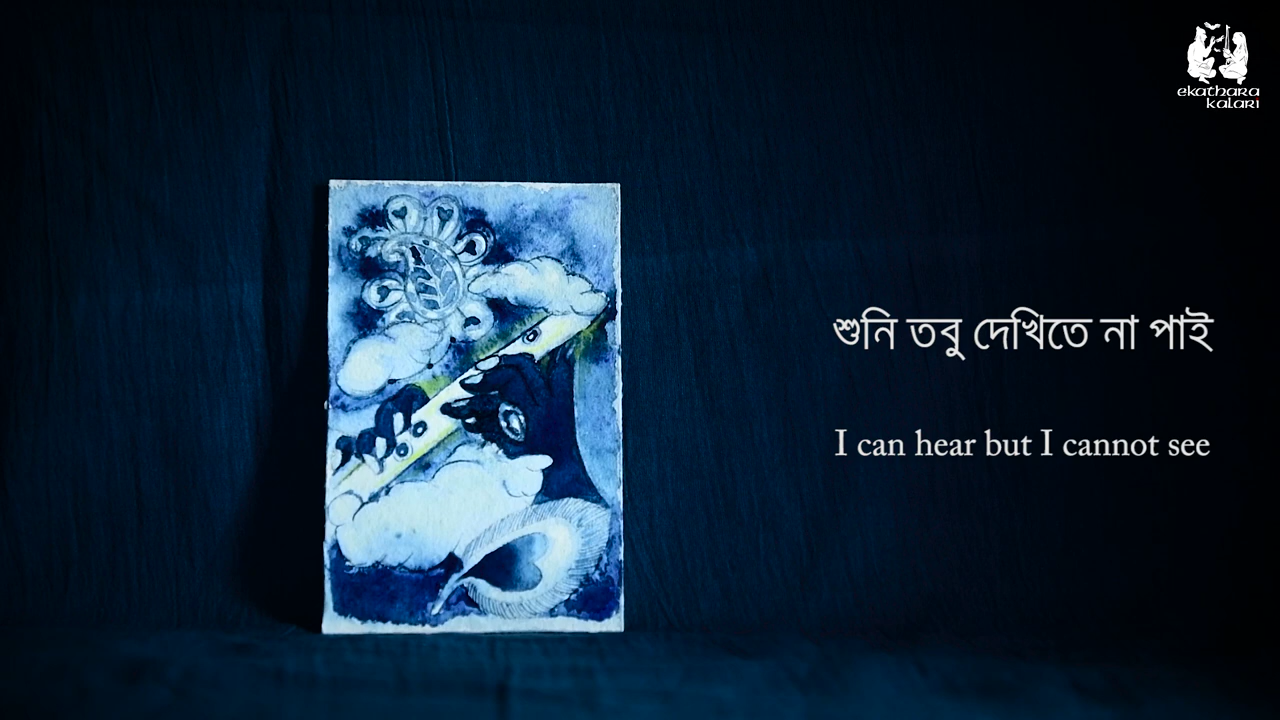 ekathara
kalari
শুনি তবু দেখিতে না পাই
I can hear but I cannot see